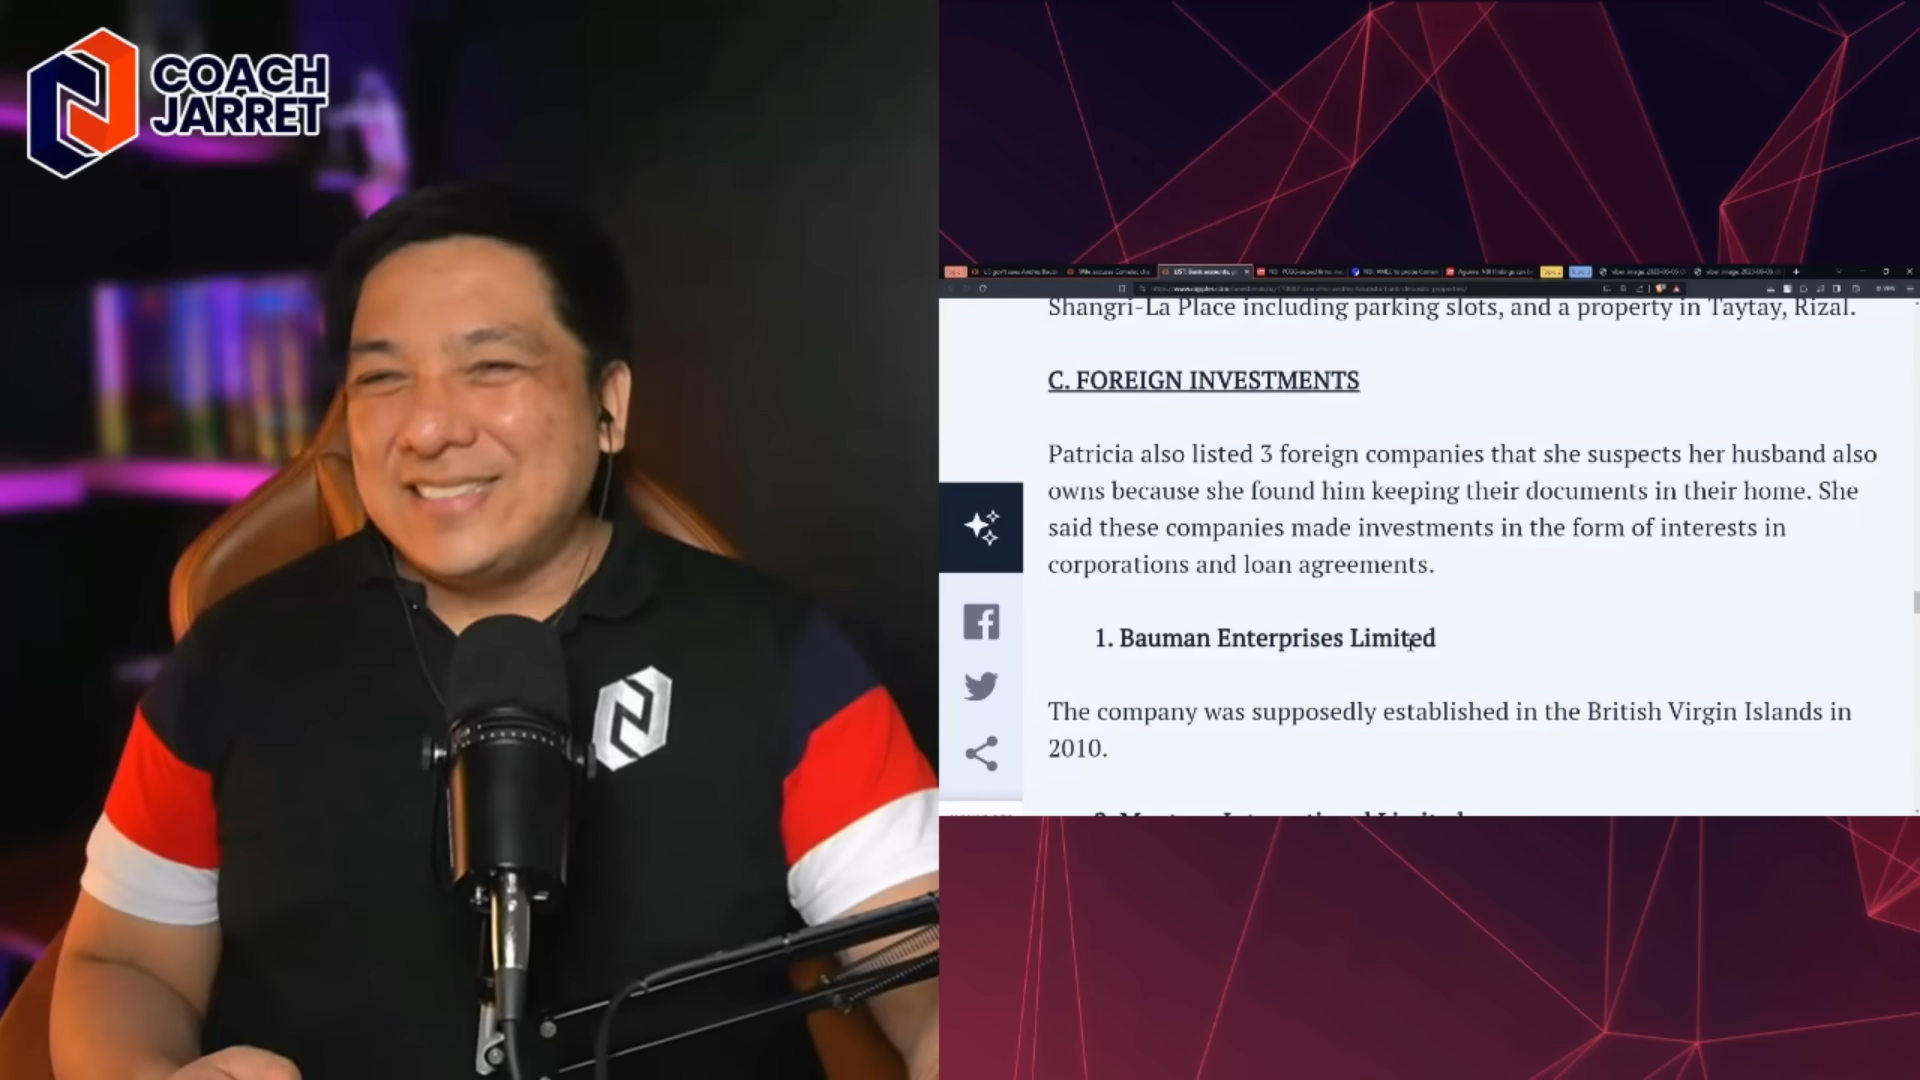 COACH
JARRET
Shangri-La Place including parking slots, and a property in Taytay, Rizal.
C. FOREIGN INVESTMENTS
Patricia also listed 3 foreign companies that she suspects her husband also
owns because she found him keeping their documents in their home. She
said these companies made investments in the form of interests in
corporations and loan agreements.
1. Bauman Enterprises Limited
The company was supposedly established in the British Virgin Islands in
2010.